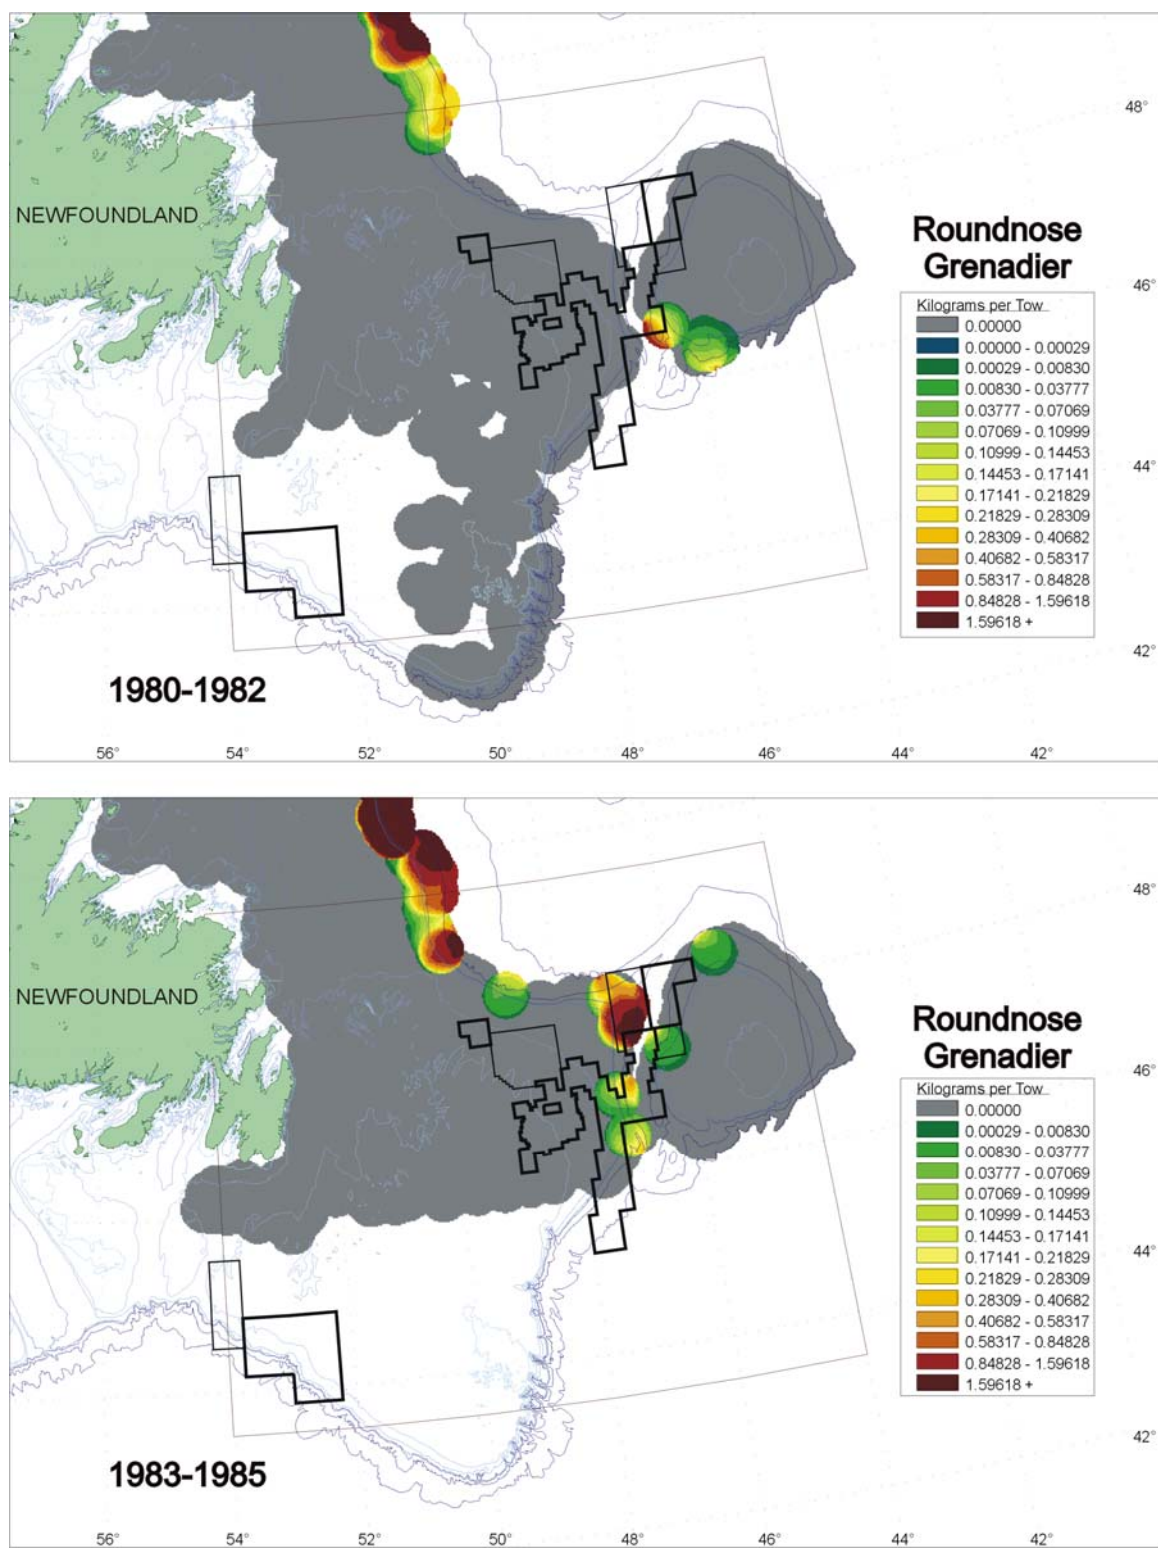 48°
NEWFOUNDLAND
Roundnose
Grenadier
46°
Kilograms per Tow
0.00000
0.00000 - 0.00029
0.00029 - 0.00830
0.00830 - 0.03777
0.03777 - 0.07069
0.07069 - 0.10999
0.10999 - 0.14453
0.14453 - 0.17141
0.17141 - 0.21829
0.21829 - 0.28309
0.28309 - 0.40682
0.40682 - 0.58317
0.58317 - 0.84828
0.84828 - 1.59618
1.59618 +
44°
42°
1980-1982
56° 54° 52° 50° 48° 46° 44° 42°
48°
NEWFOUNDLAND
Roundnose
Grenadier
46°
Kilograms per Tow
0.00000
0.00029 - 0.00830
0.00830 - 0.03777
0.03777 - 0.07069
0.07069 - 0.10999
0.10999 - 0.14453
0.14453 - 0.17141
0.17141 - 0.21829
0.21829 - 0.28309
0.28309 - 0.40682
0.40682 - 0.58317
0.58317 - 0.84828
0.84828 - 1.59618
1.59618 +
44°
42°
1983-1985
56° 54° 52° 50° 48° 46° 44° 42°